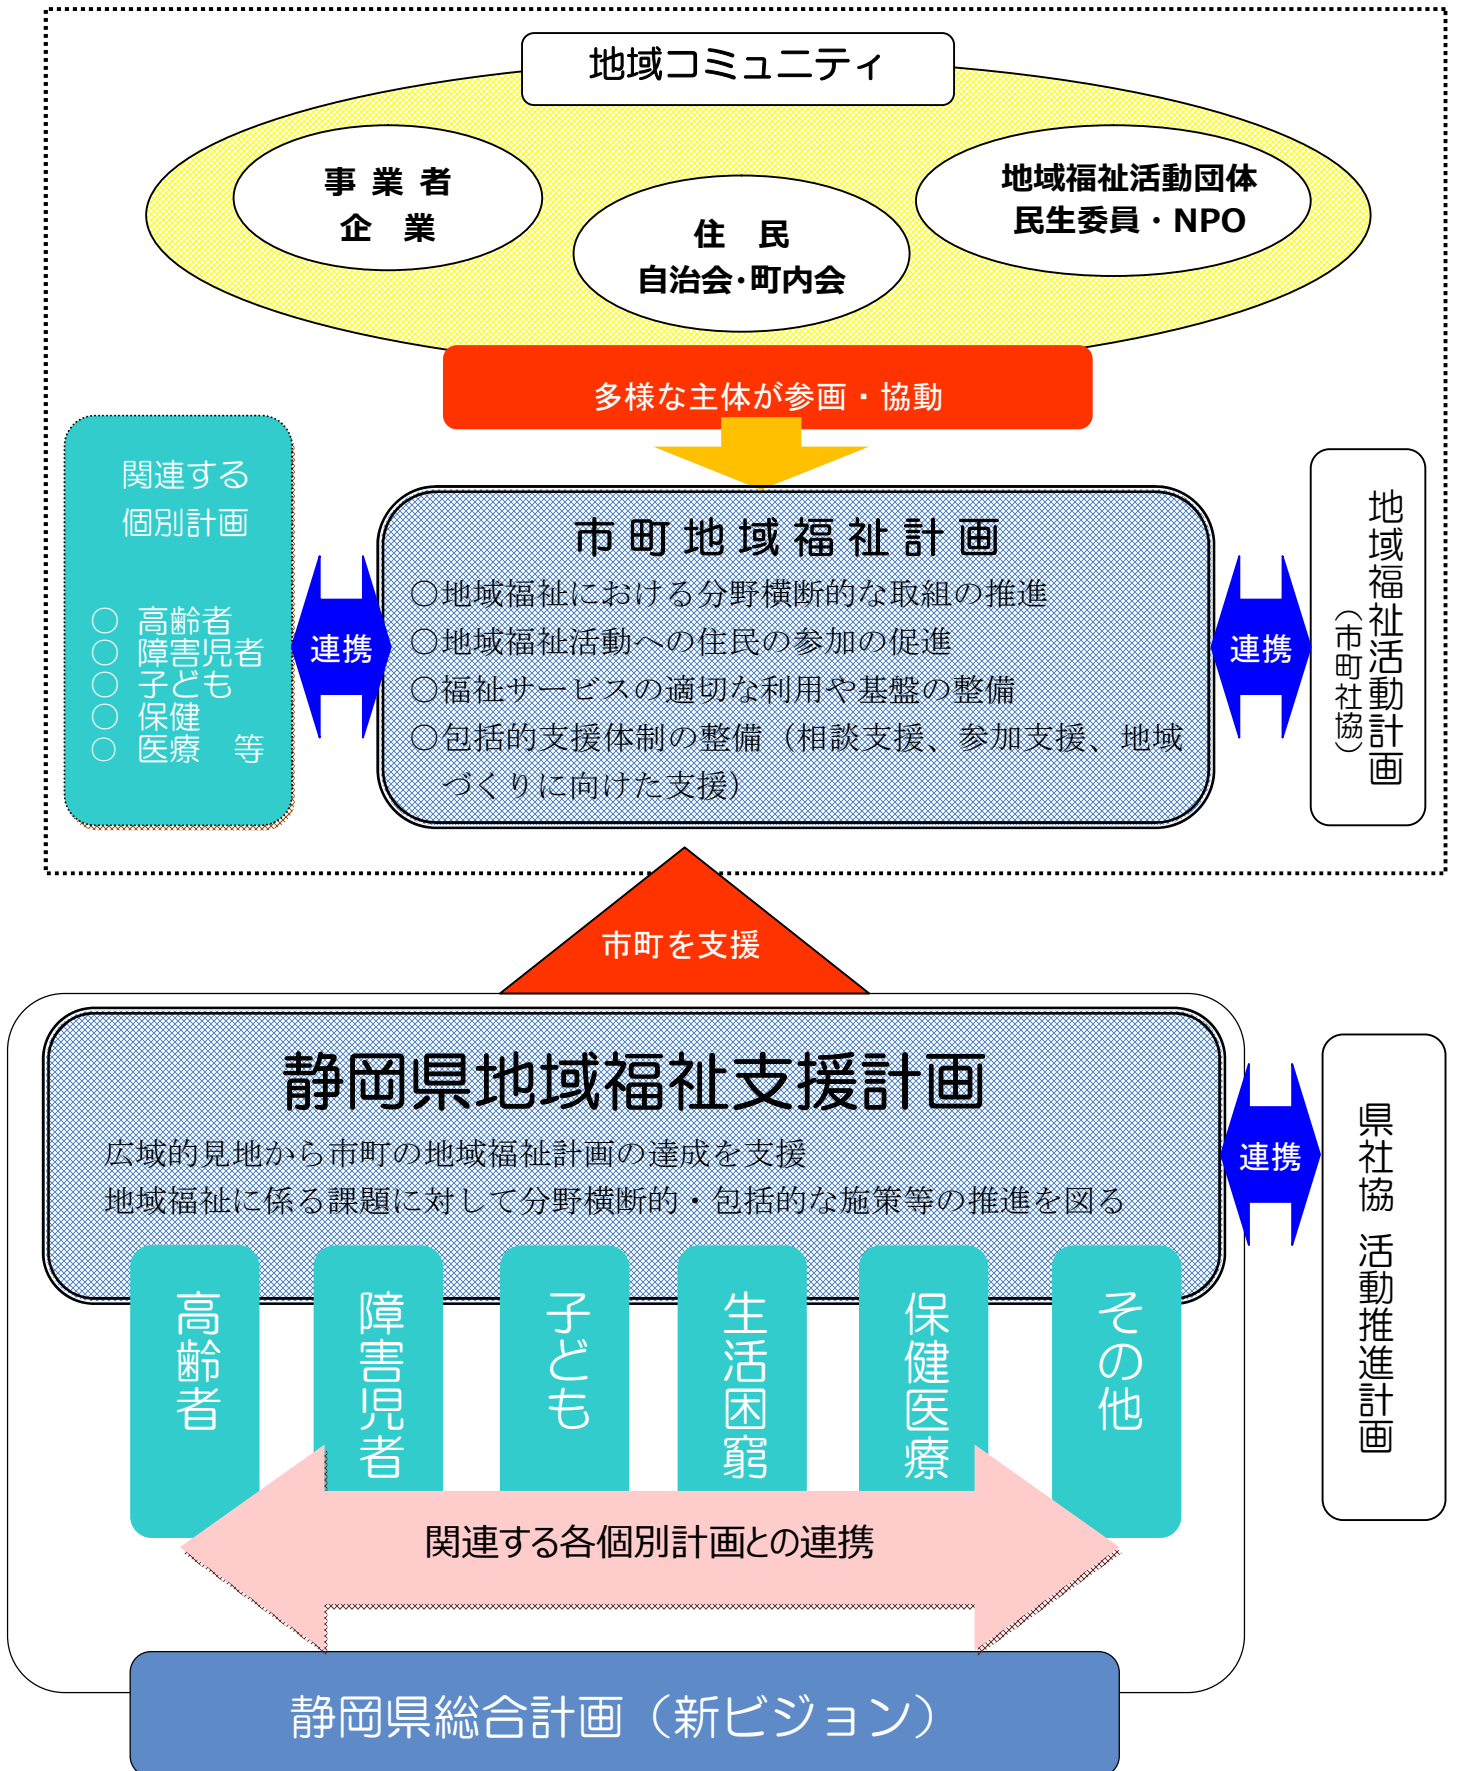 地域コミュニティ
事 業 者
企　業
住　民
自治会･町内会
地域福祉活動団体
民生委員・NPO
多様な主体が参画・協動
関連する
個別計画
○ 高齢者
○ 障害児者
○ 子ども
○ 保健
○ 医療　等
連携
市町地域福祉計画
○地域福祉における分野横断的な取組の推進
○地域福祉活動への住民の参加の促進
○福祉サービスの適切な利用や基盤の整備
○包括的支援体制の整備（相談支援、参加支援、地域
づくりに向けた支援）
連携
地域福祉活動計画
（市町社協）
市町を支援
静岡県地域福祉支援計画
広域的見地から市町の地域福祉計画の達成を支援
地域福祉に係る課題に対して分野横断的・包括的な施策等の推進を図る
連携
県社協 活動推進計画
高齢者
障害児者
子ども
生活困窮
保健医療
その他
関連する各個別計画との連携
静岡県総合計画（新ビジョン）